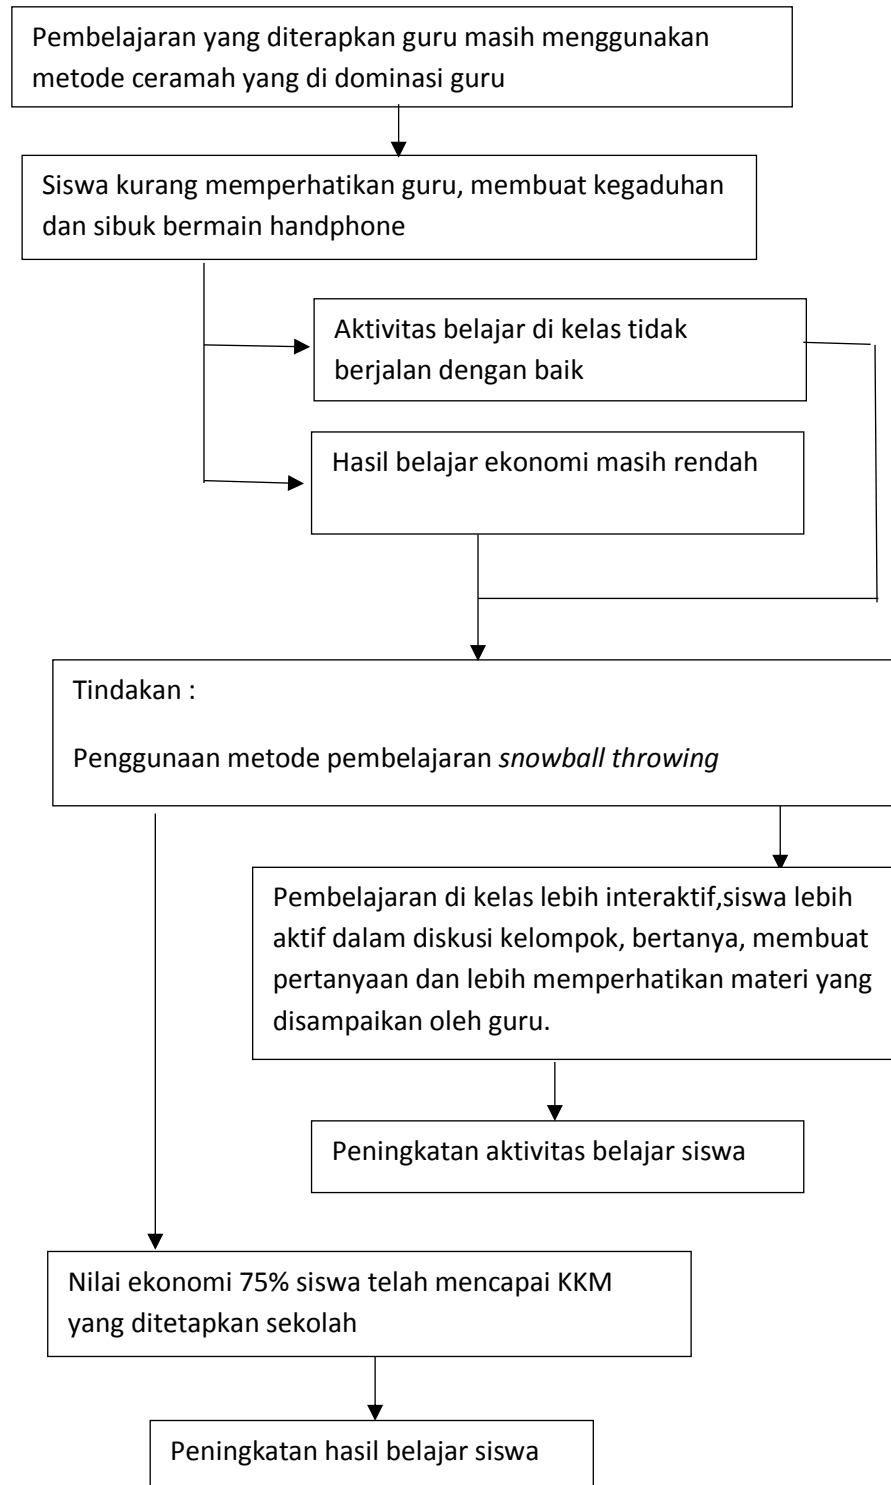 Pembelajaran yang diterapkan guru masih menggunakan
metode ceramah yang di dominasi guru
Siswa kurang memperhatikan guru, membuat kegaduhan
dan sibuk bermain handphone
Aktivitas belajar di kelas tidak
berjalan dengan baik
Hasil belajar ekonomi masih rendah
Tindakan :
Penggunaan metode pembelajaran snowball throwing
Pembelajaran di kelas lebih interaktif,siswa lebih
aktif dalam diskusi kelompok, bertanya, membuat
pertanyaan dan lebih memperhatikan materi yang
disampaikan oleh guru.
Peningkatan aktivitas belajar siswa
Nilai ekonomi 75% siswa telah mencapai KKM
yang ditetapkan sekolah
Peningkatan hasil belajar siswa